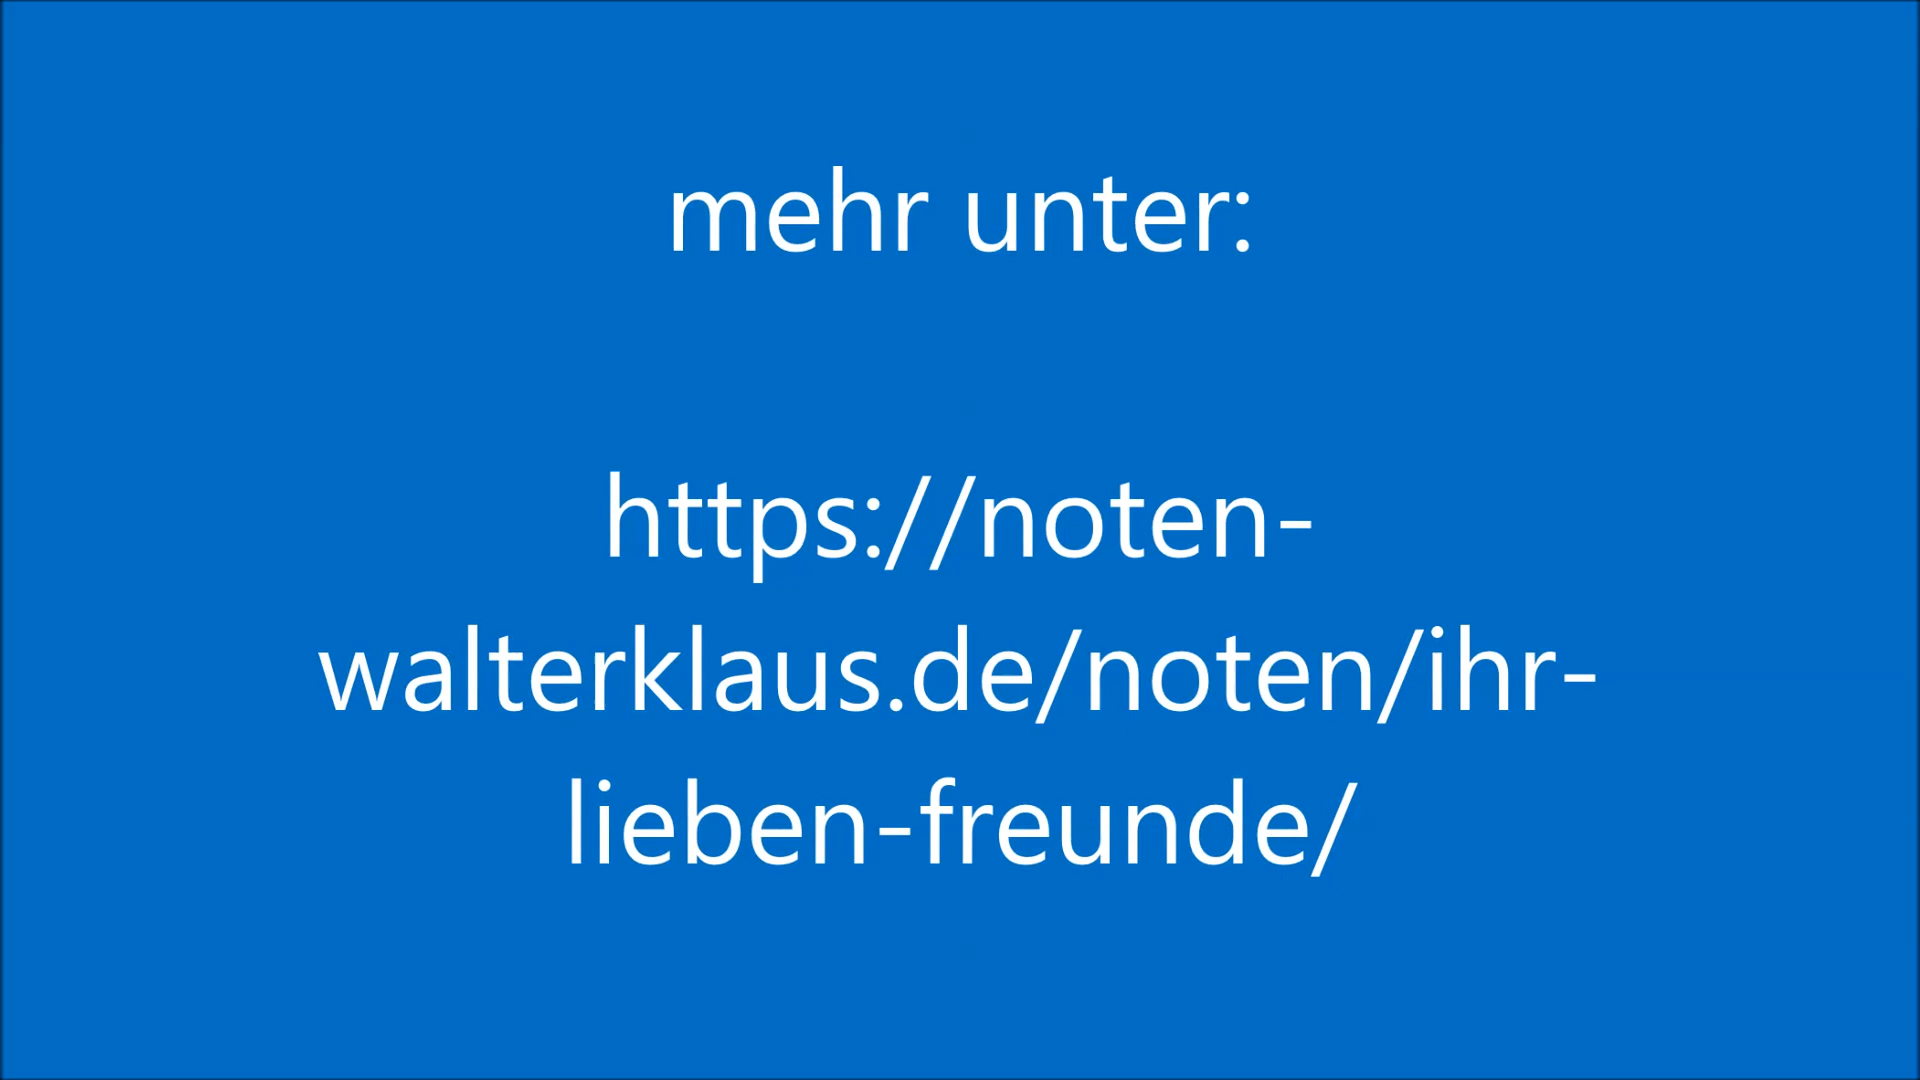 mehr unter:
https://noten-
walterklaus.de/noten/ihr-
lieben-freunde/